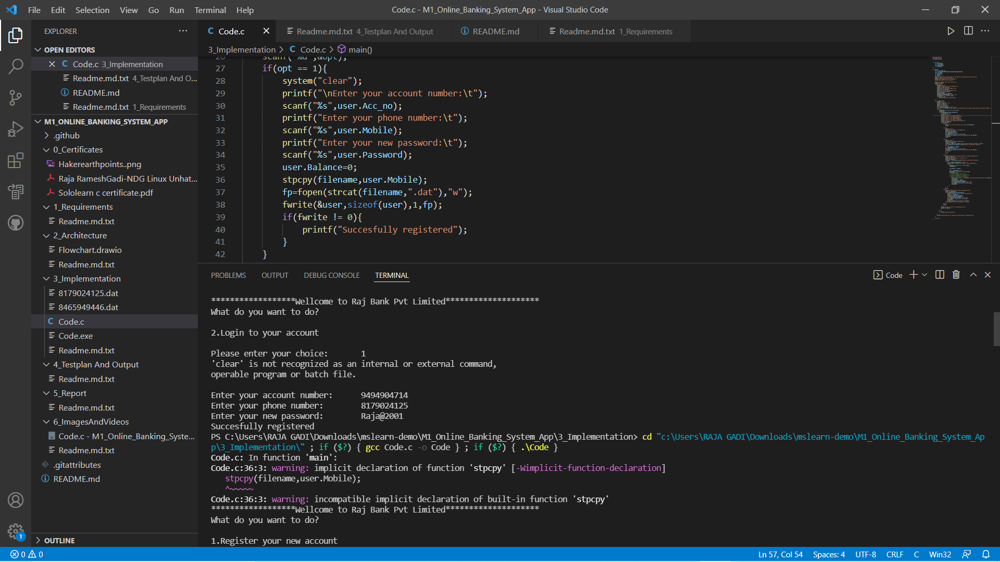 File Edit Selection View Go Run Terminal Help
Code.c - M1_Online_Banking_System_App - Visual Studio Code
EXPLORER
OPEN EDITORS
Code.c 3_Implementation
Readme.md.txt 4_Testplan And O...
README.md
Readme.md.txt 1_Requirements
M1_ONLINE_BANKING_SYSTEM_APP
.github
0_Certificates
Hakerearthpoints..png
Raja RameshGadi-NDG Linux Unhat...
Sololearn c certificate.pdf
1_Requirements
Readme.md.txt
2_Architecture
Flowchart.drawio
Readme.md.txt
3_Implementation
8179024125.dat
8465949446.dat
Code.c
Code.exe
Readme.md.txt
4_Testplan And Output
Readme.md.txt
5_Report
Readme.md.txt
6_ImagesAndVideos
Code.c - M1_Online_Banking_Syste...
Readme.md.txt
.gitattributes
README.md
OUTLINE
Code.c
Readme.md.txt 4_Testplan And Output
README.md
Readme.md.txt 1_Requirements
3_Implementation > C Code.c > main()
26 scanf("%d",&opt);
27 if(opt == 1){
28 system("clear");
29 printf("\nEnter your account number:\t");
30 scanf("%s",user.Acc_no);
31 printf("Enter your phone number:\t");
32 scanf("%s",user.Mobile);
33 printf("Enter your new password:\t");
34 scanf("%s",user.Password);
35 user.Balance=0;
36 stpcpy(filename,user.Mobile);
37 fp=fopen(strcat(filename,".dat"),"w");
38 fwrite(&user,sizeof(user),1,fp);
39 if(fwrite != 0){
40 printf("Succesfully registered");
41 }
42 }
PROBLEMS OUTPUT DEBUG CONSOLE TERMINAL
Code
******************Wellcome to Raj Bank Pvt Limited********************
What do you want to do?
2.Login to your account
Please enter your choice: 1
'clear' is not recognized as an internal or external command,
operable program or batch file.
Enter your account number: 9494904714
Enter your phone number: 8179024125
Enter your new password: Raja@2001
Succesfully registered
PS C:\Users\RAJA GADI\Downloads\mslearn-demo\M1_Online_Banking_System_App\3_Implementation> cd "c:\Users\RAJA GADI\Downloads\mslearn-demo\M1_Online_Banking_System_Ap
p\3_Implementation\" ; if ($?) { gcc Code.c -o Code } ; if ($?) { .\Code }
Code.c: In function 'main':
Code.c:36:3: warning: implicit declaration of function 'stpcpy' [-Wimplicit-function-declaration]
stpcpy(filename,user.Mobile);
^~~~~~
Code.c:36:3: warning: incompatible implicit declaration of built-in function 'stpcpy'
******************Wellcome to Raj Bank Pvt Limited********************
What do you want to do?
1.Register your new account
1
0 0
Ln 57, Col 54 Spaces: 4 UTF-8 CRLF C Win32